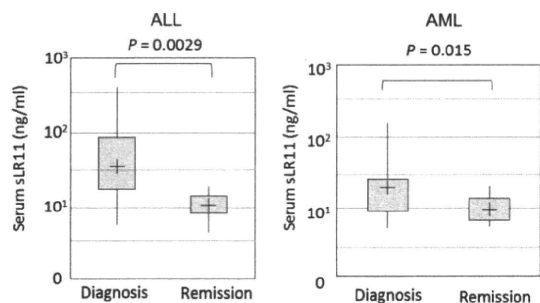 ALL
P = 0.0029
Serum sLR11 (ng/ml)
10³
10²
10¹
0
Diagnosis Remission
AML
P = 0.015
Serum sLR11 (ng/ml)
10³
10²
10¹
0
Diagnosis Remission